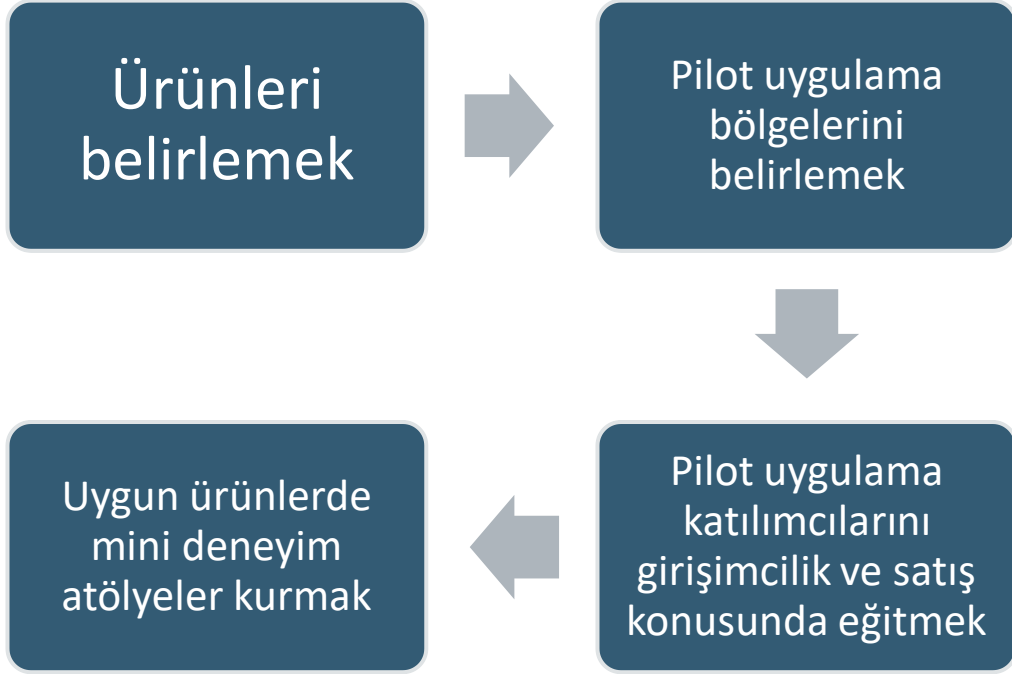 Ürünleri
belirlemek
Pilot uygulama
bölgelerini
belirlemek
Pilot uygulama
katılımcılarını
girişimcilik ve satış
konusunda eğitmek
Uygun ürünlerde
mini deneyim
atölyeler kurmak